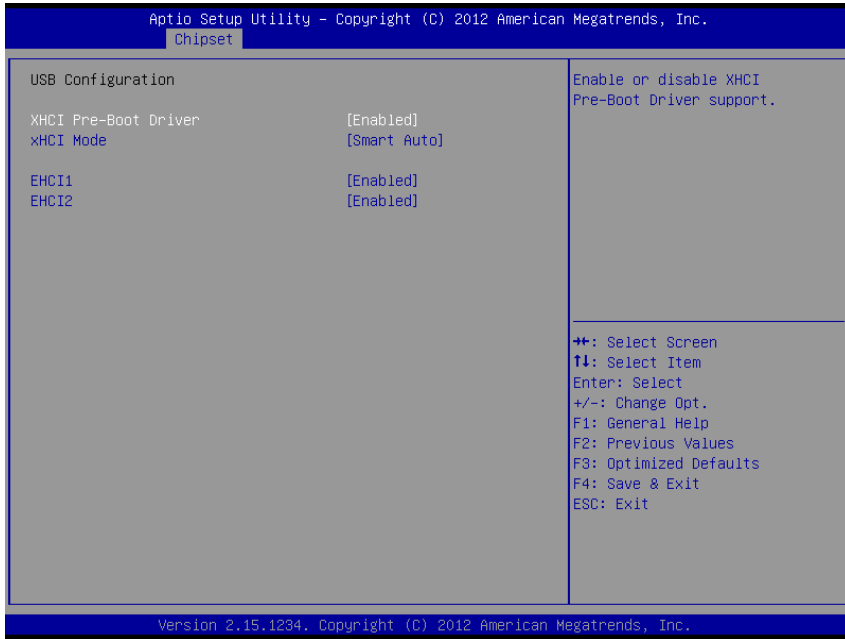 Aptio Setup Utility – Copyright (C) 2012 American Megatrends, Inc.
Chipset
USB Configuration
XHCI Pre-Boot Driver [Enabled]
xHCI Mode [Smart Auto]
EHCI1 [Enabled]
EHCI2 [Enabled]
Enable or disable XHCI
Pre-Boot Driver support.
→←: Select Screen
↑↓: Select Item
Enter: Select
+/-: Change Opt.
F1: General Help
F2: Previous Values
F3: Optimized Defaults
F4: Save & Exit
ESC: Exit
Version 2.15.1234. Copyright (C) 2012 American Megatrends, Inc.